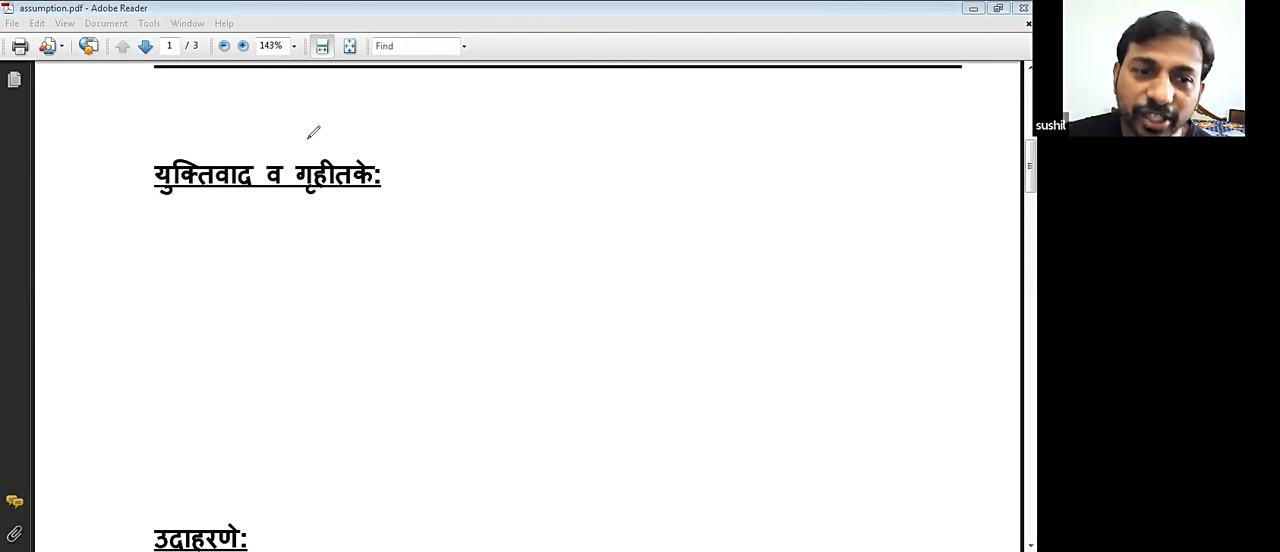 assumption.pdf - Adobe Reader
File Edit View Document Tools Window Help
1 / 3 143% Find
sushil
युक्तिवाद व गृहीतके:
उदाहरणे: